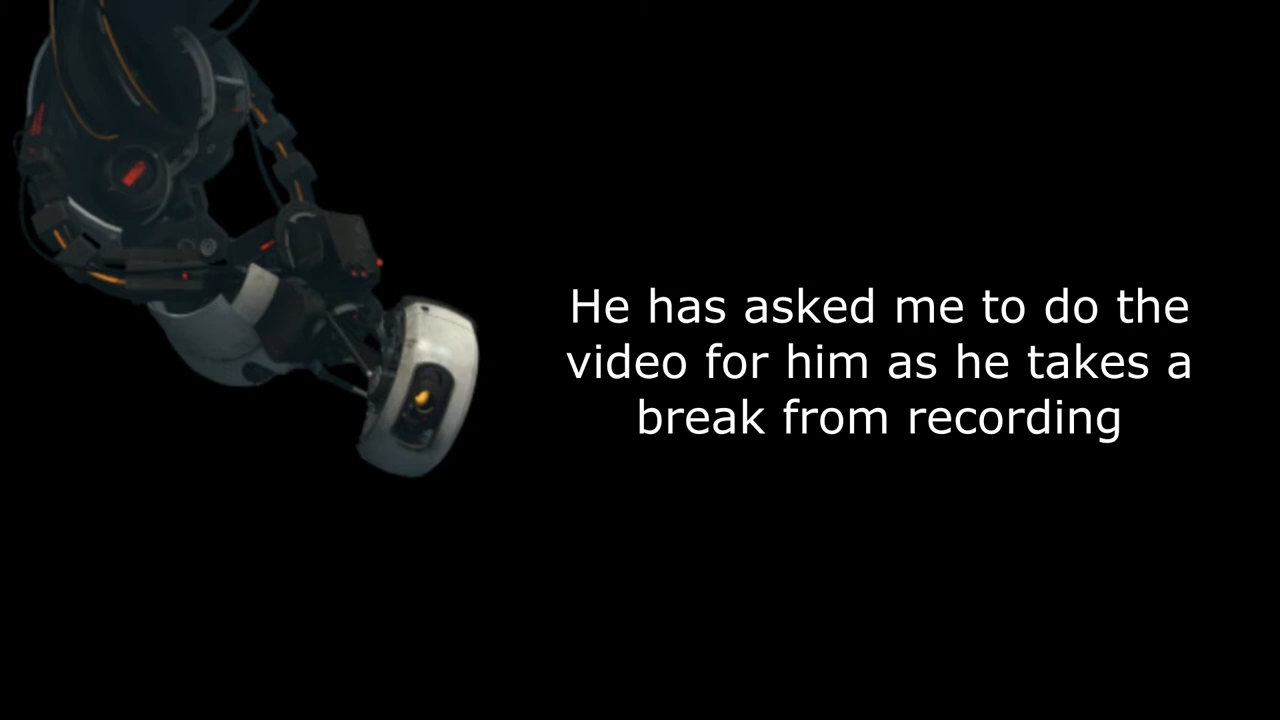 He has asked me to do the
video for him as he takes a
break from recording